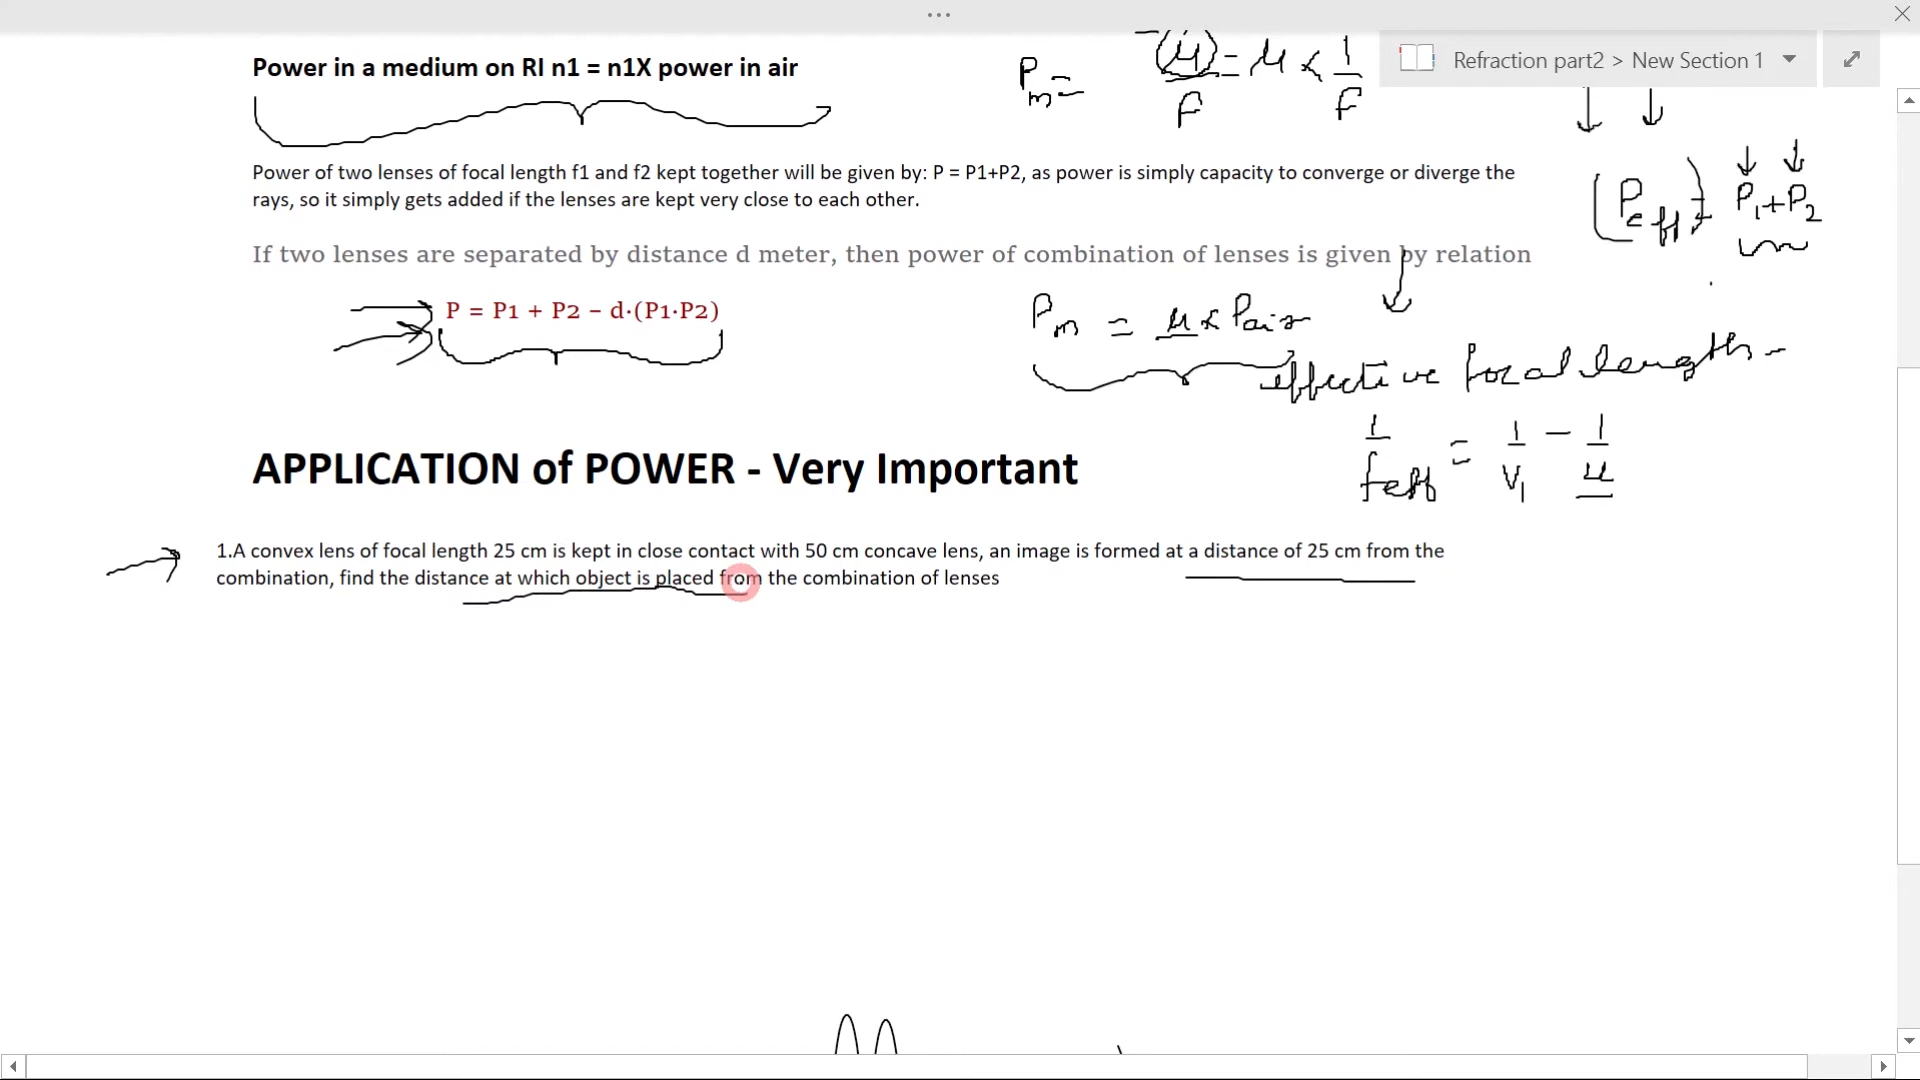 Power in a medium on RI n1 = n1X power in air
Pm = μ/F = μ × 1/F
Refraction part2 > New Section 1
Power of two lenses of focal length f1 and f2 kept together will be given by: P = P1+P2, as power is simply capacity to converge or diverge the
rays, so it simply gets added if the lenses are kept very close to each other.
(Peff) = P1+P2
If two lenses are separated by distance d meter, then power of combination of lenses is given by relation
P = P1 + P2 − d·(P1·P2)
Pm = μ × Pair
effective focal length -
1/feff = 1/v1 − 1/u
APPLICATION of POWER - Very Important
1.A convex lens of focal length 25 cm is kept in close contact with 50 cm concave lens, an image is formed at a distance of 25 cm from the
combination, find the distance at which object is placed from the combination of lenses